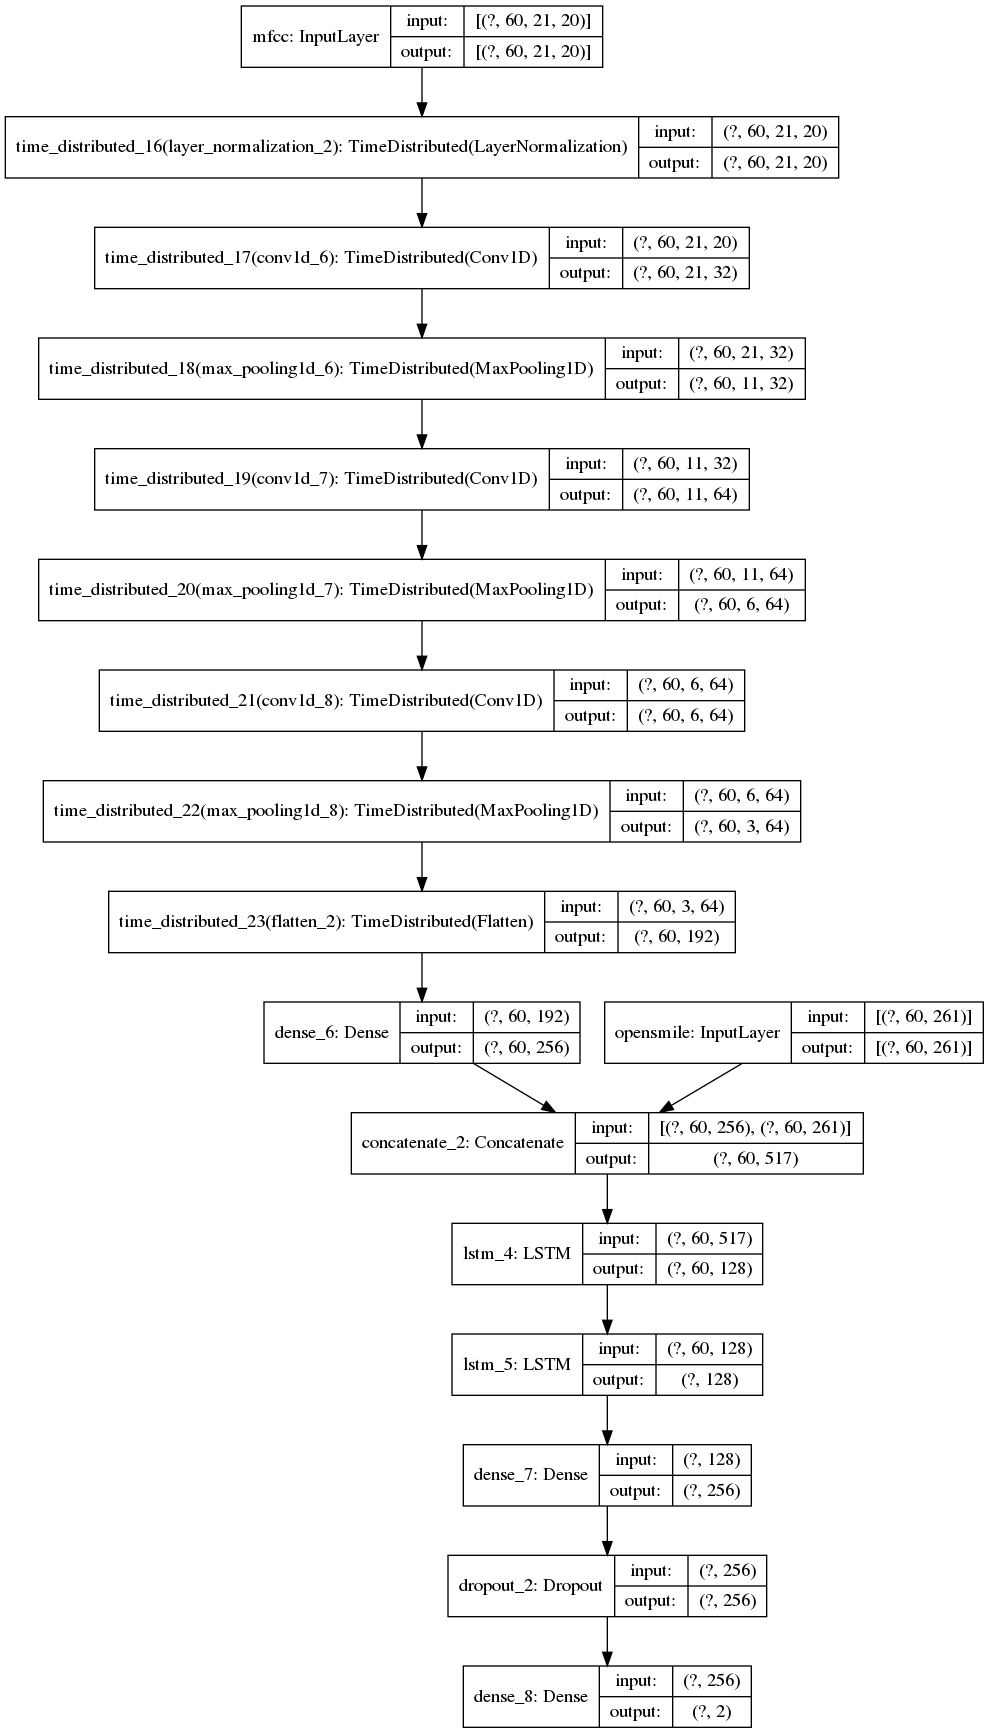 mfcc: InputLayer
input: [(?, 60, 21, 20)]
output: [(?, 60, 21, 20)]
time_distributed_16(layer_normalization_2): TimeDistributed(LayerNormalization)
input: (?, 60, 21, 20)
output: (?, 60, 21, 20)
time_distributed_17(conv1d_6): TimeDistributed(Conv1D)
input: (?, 60, 21, 20)
output: (?, 60, 21, 32)
time_distributed_18(max_pooling1d_6): TimeDistributed(MaxPooling1D)
input: (?, 60, 21, 32)
output: (?, 60, 11, 32)
time_distributed_19(conv1d_7): TimeDistributed(Conv1D)
input: (?, 60, 11, 32)
output: (?, 60, 11, 64)
time_distributed_20(max_pooling1d_7): TimeDistributed(MaxPooling1D)
input: (?, 60, 11, 64)
output: (?, 60, 6, 64)
time_distributed_21(conv1d_8): TimeDistributed(Conv1D)
input: (?, 60, 6, 64)
output: (?, 60, 6, 64)
time_distributed_22(max_pooling1d_8): TimeDistributed(MaxPooling1D)
input: (?, 60, 6, 64)
output: (?, 60, 3, 64)
time_distributed_23(flatten_2): TimeDistributed(Flatten)
input: (?, 60, 3, 64)
output: (?, 60, 192)
dense_6: Dense
input: (?, 60, 192)
output: (?, 60, 256)
opensmile: InputLayer
input: [(?, 60, 261)]
output: [(?, 60, 261)]
concatenate_2: Concatenate
input: [(?, 60, 256), (?, 60, 261)]
output: (?, 60, 517)
lstm_4: LSTM
input: (?, 60, 517)
output: (?, 60, 128)
lstm_5: LSTM
input: (?, 60, 128)
output: (?, 128)
dense_7: Dense
input: (?, 128)
output: (?, 256)
dropout_2: Dropout
input: (?, 256)
output: (?, 256)
dense_8: Dense
input: (?, 256)
output: (?, 2)